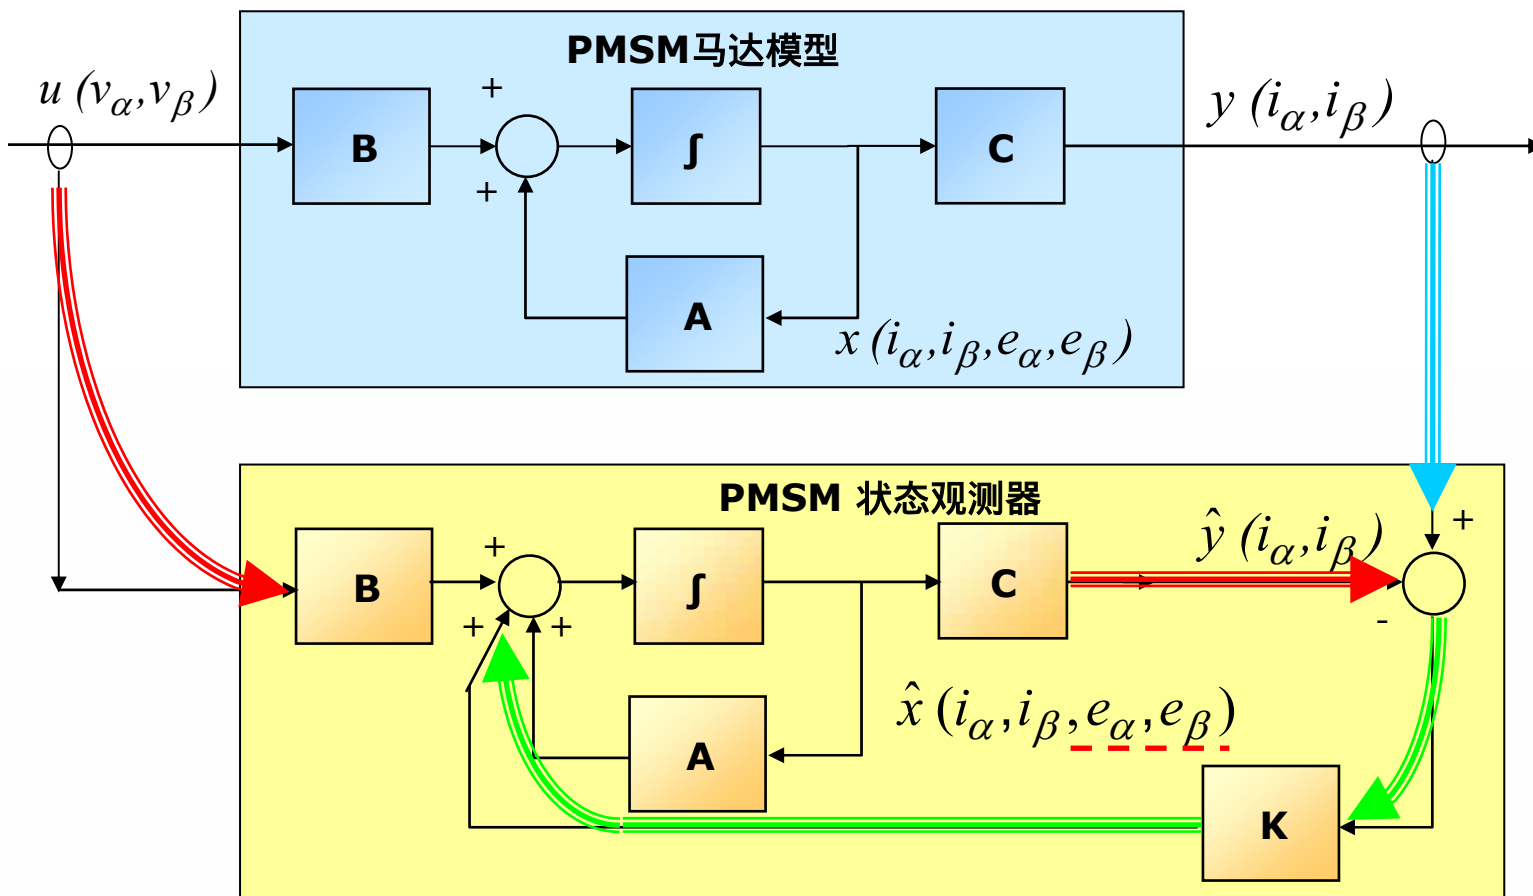 PMSM马达模型
u (vα,vβ)
+
B
∫
C
y (iα,iβ)
+
A
x (iα,iβ,eα,eβ)
PMSM 状态观测器
ŷ (iα,iβ)
+
+
B
∫
C
+
+
-
x̂ (iα,iβ,eα,eβ)
A
K